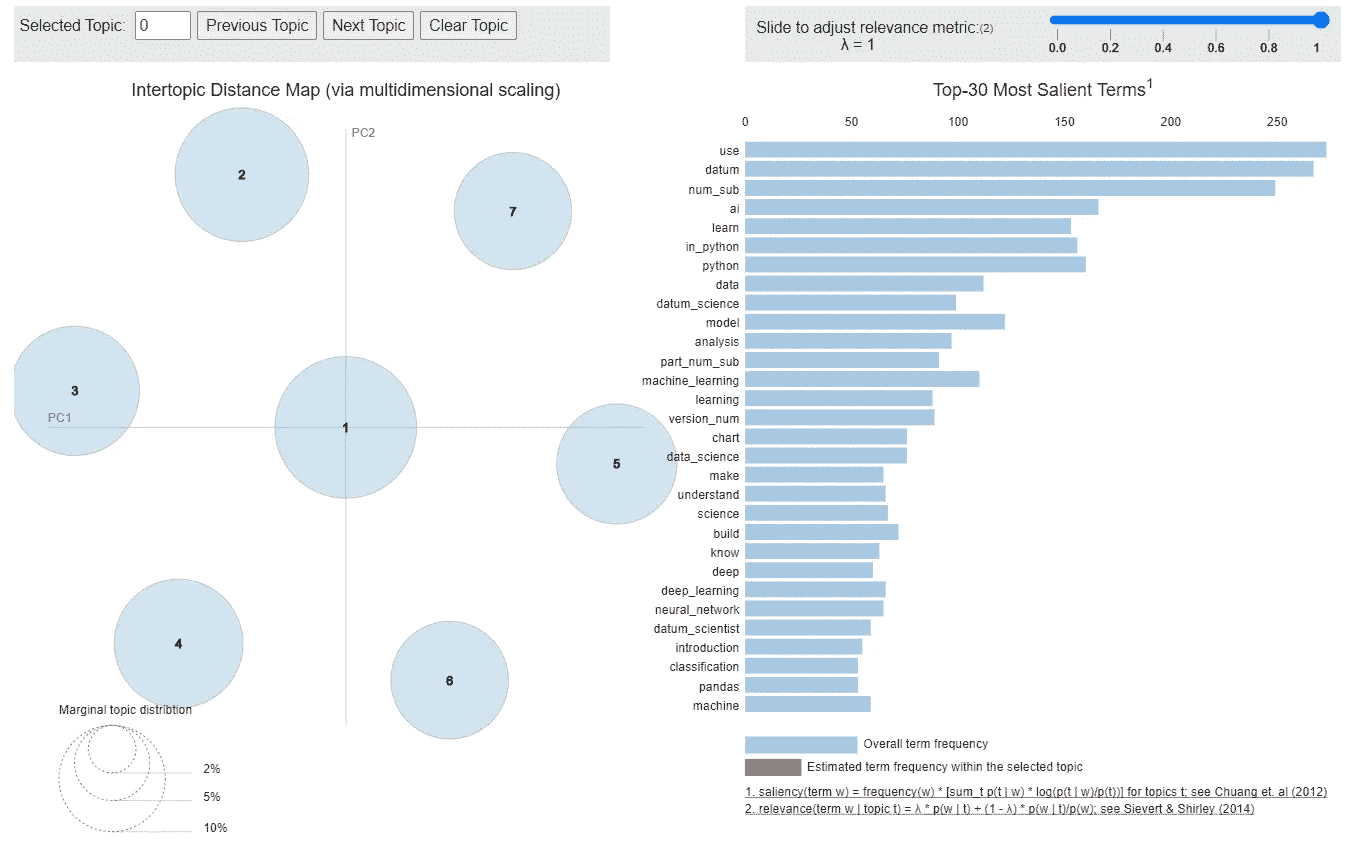 Selected Topic: 0 Previous Topic Next Topic Clear Topic
Slide to adjust relevance metric:(2)
λ = 1
0.0 0.2 0.4 0.6 0.8 1
Intertopic Distance Map (via multidimensional scaling)
PC2
2
7
3
PC1
1
5
4
6
Marginal topic distribtion
2%
5%
10%
Top-30 Most Salient Terms1
0 50 100 150 200 250
use
datum
num_sub
ai
learn
in_python
python
data
datum_science
model
analysis
part_num_sub
machine_learning
learning
version_num
chart
data_science
make
understand
science
build
know
deep
deep_learning
neural_network
datum_scientist
introduction
classification
pandas
machine
Overall term frequency
Estimated term frequency within the selected topic
1. saliency(term w) = frequency(w) * [sum_t p(t | w) * log(p(t | w)/p(t))] for topics t; see Chuang et. al (2012)
2. relevance(term w | topic t) = λ * p(w | t) + (1 - λ) * p(w | t)/p(w); see Sievert & Shirley (2014)